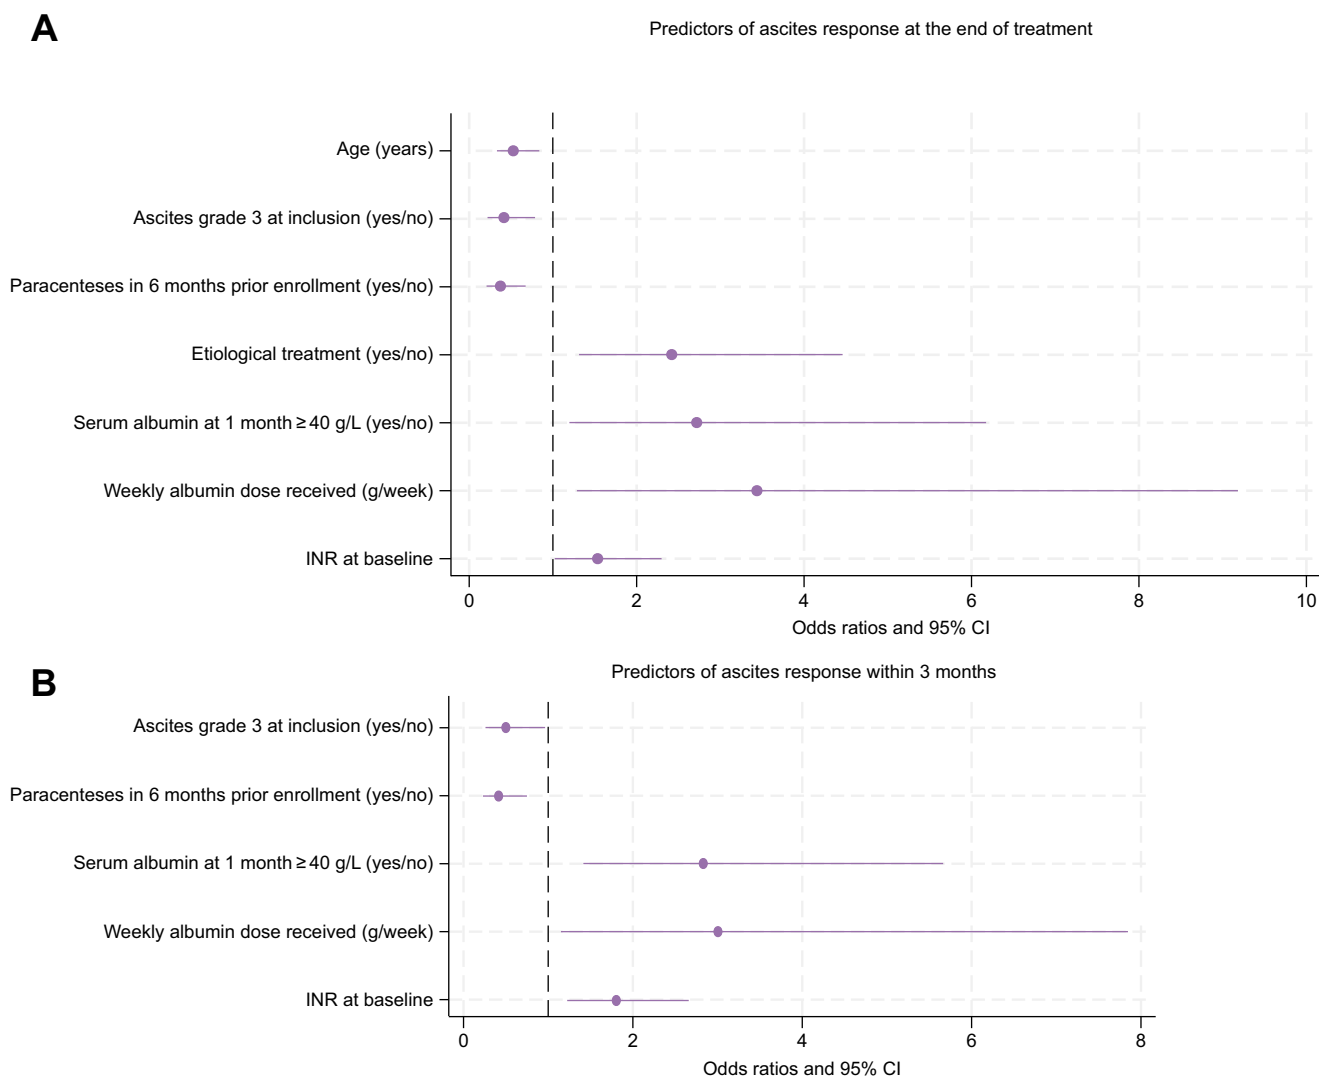 A
Predictors of ascites response at the end of treatment
Age (years)
Ascites grade 3 at inclusion (yes/no)
Paracenteses in 6 months prior enrollment (yes/no)
Etiological treatment (yes/no)
Serum albumin at 1 month ≥ 40 g/L (yes/no)
Weekly albumin dose received (g/week)
INR at baseline
0 2 4 6 8 10
Odds ratios and 95% CI
B
Predictors of ascites response within 3 months
Ascites grade 3 at inclusion (yes/no)
Paracenteses in 6 months prior enrollment (yes/no)
Serum albumin at 1 month ≥ 40 g/L (yes/no)
Weekly albumin dose received (g/week)
INR at baseline
0 2 4 6 8
Odds ratios and 95% CI